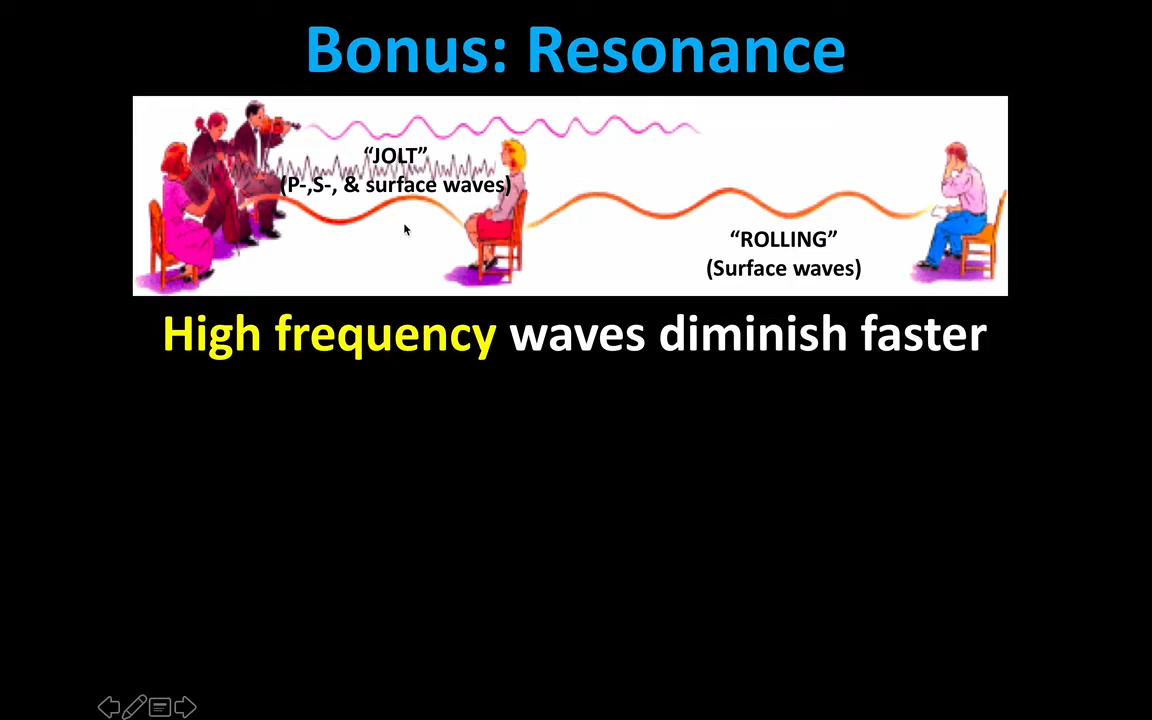 Bonus: Resonance
“JOLT”
(P-,S-, & surface waves)
“ROLLING”
(Surface waves)
High frequency waves diminish faster